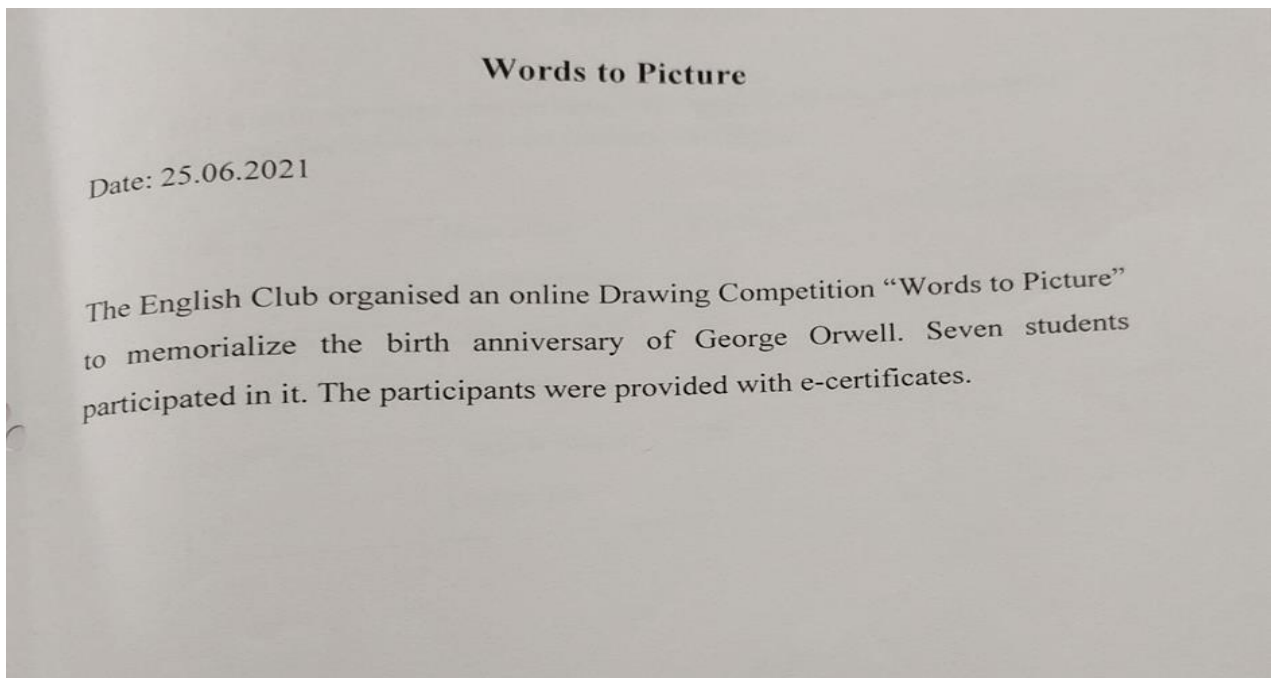 Words to Picture
Date: 25.06.2021
The English Club organised an online Drawing Competition “Words to Picture”
to memorialize the birth anniversary of George Orwell. Seven students
participated in it. The participants were provided with e-certificates.